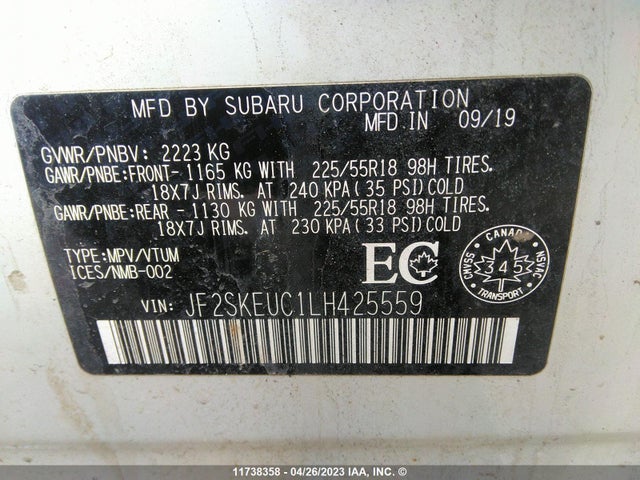 MFD BY SUBARU CORPORATION
MFD.IN 09/19
GVWR/PNBV: 2223 KG
GAWR/PNBE:FRONT- 1165 KG WITH 225/55R18 98H TIRES.
18X7J RIMS. AT 240 KPA(35 PSI)COLD
GAWR/PNBE:REAR - 1130 KG WITH 225/55R18 98H TIRES.
18X7J RIMS. AT 230 KPA(33 PSI)COLD
TYPE:MPV/VTUM
ICES/NMB-002
EC
CANADA
CMVSS
345
NSVAC
TRANSPORT
VIN: JF2SKEUC1LH425559
11738358 - 04/26/2023 IAA, INC. ©